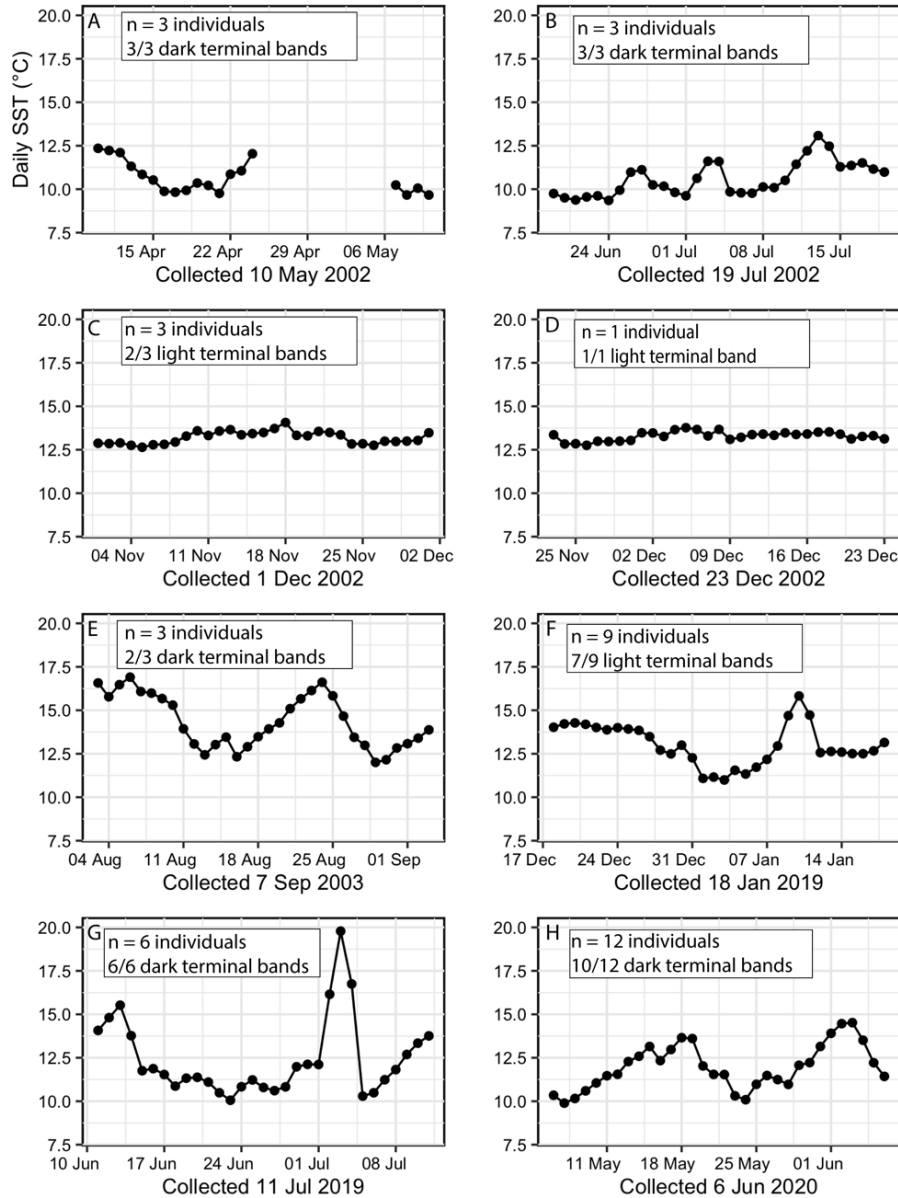 A
n = 3 individuals
3/3 dark terminal bands
B
n = 3 individuals
3/3 dark terminal bands
Daily SST (°C)
20.0
17.5
15.0
12.5
10.0
7.5
20.0
17.5
15.0
12.5
10.0
7.5
15 Apr 22 Apr 29 Apr 06 May
24 Jun 01 Jul 08 Jul 15 Jul
Collected 10 May 2002
Collected 19 Jul 2002
C
n = 3 individuals
2/3 light terminal bands
D
n = 1 individual
1/1 light terminal band
20.0
17.5
15.0
12.5
10.0
7.5
20.0
17.5
15.0
12.5
10.0
7.5
04 Nov 11 Nov 18 Nov 25 Nov 02 Dec
25 Nov 02 Dec 09 Dec 16 Dec 23 Dec
Collected 1 Dec 2002
Collected 23 Dec 2002
E
n = 3 individuals
2/3 dark terminal bands
F
n = 9 individuals
7/9 light terminal bands
20.0
17.5
15.0
12.5
10.0
7.5
20.0
17.5
15.0
12.5
10.0
7.5
04 Aug 11 Aug 18 Aug 25 Aug 01 Sep
17 Dec 24 Dec 31 Dec 07 Jan 14 Jan
Collected 7 Sep 2003
Collected 18 Jan 2019
G
n = 6 individuals
6/6 dark terminal bands
H
n = 12 individuals
10/12 dark terminal bands
20.0
17.5
15.0
12.5
10.0
7.5
20.0
17.5
15.0
12.5
10.0
7.5
10 Jun 17 Jun 24 Jun 01 Jul 08 Jul
11 May 18 May 25 May 01 Jun
Collected 11 Jul 2019
Collected 6 Jun 2020